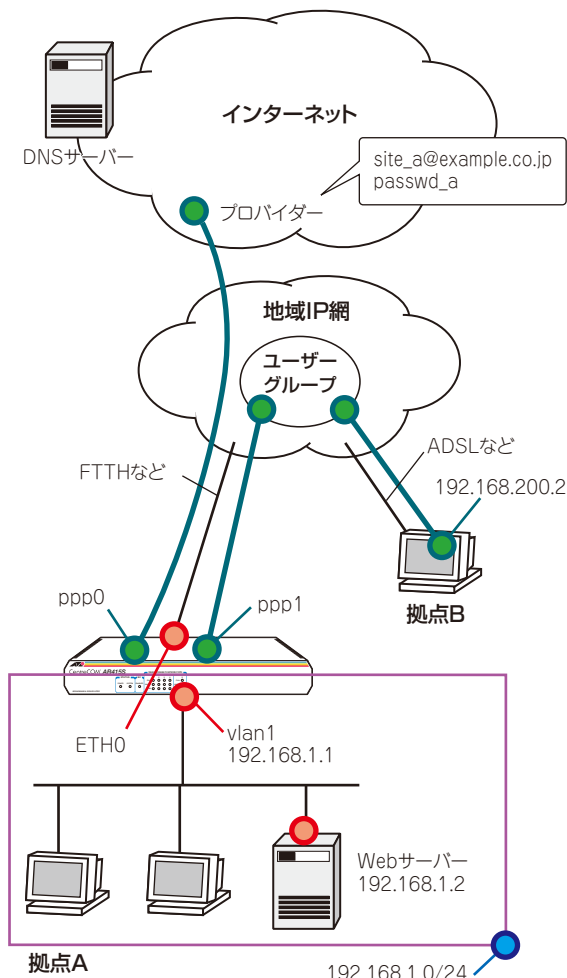 インターネット
DNSサーバー
site_a@example.co.jp
passwd_a
プロバイダー
地域IP網
ユーザー
グループ
FTTHなど
ADSLなど
192.168.200.2
拠点B
ppp0
ppp1
CentreCOM AR415S
ETH0
vlan1
192.168.1.1
Webサーバー
192.168.1.2
拠点A
192.168.1.0/24